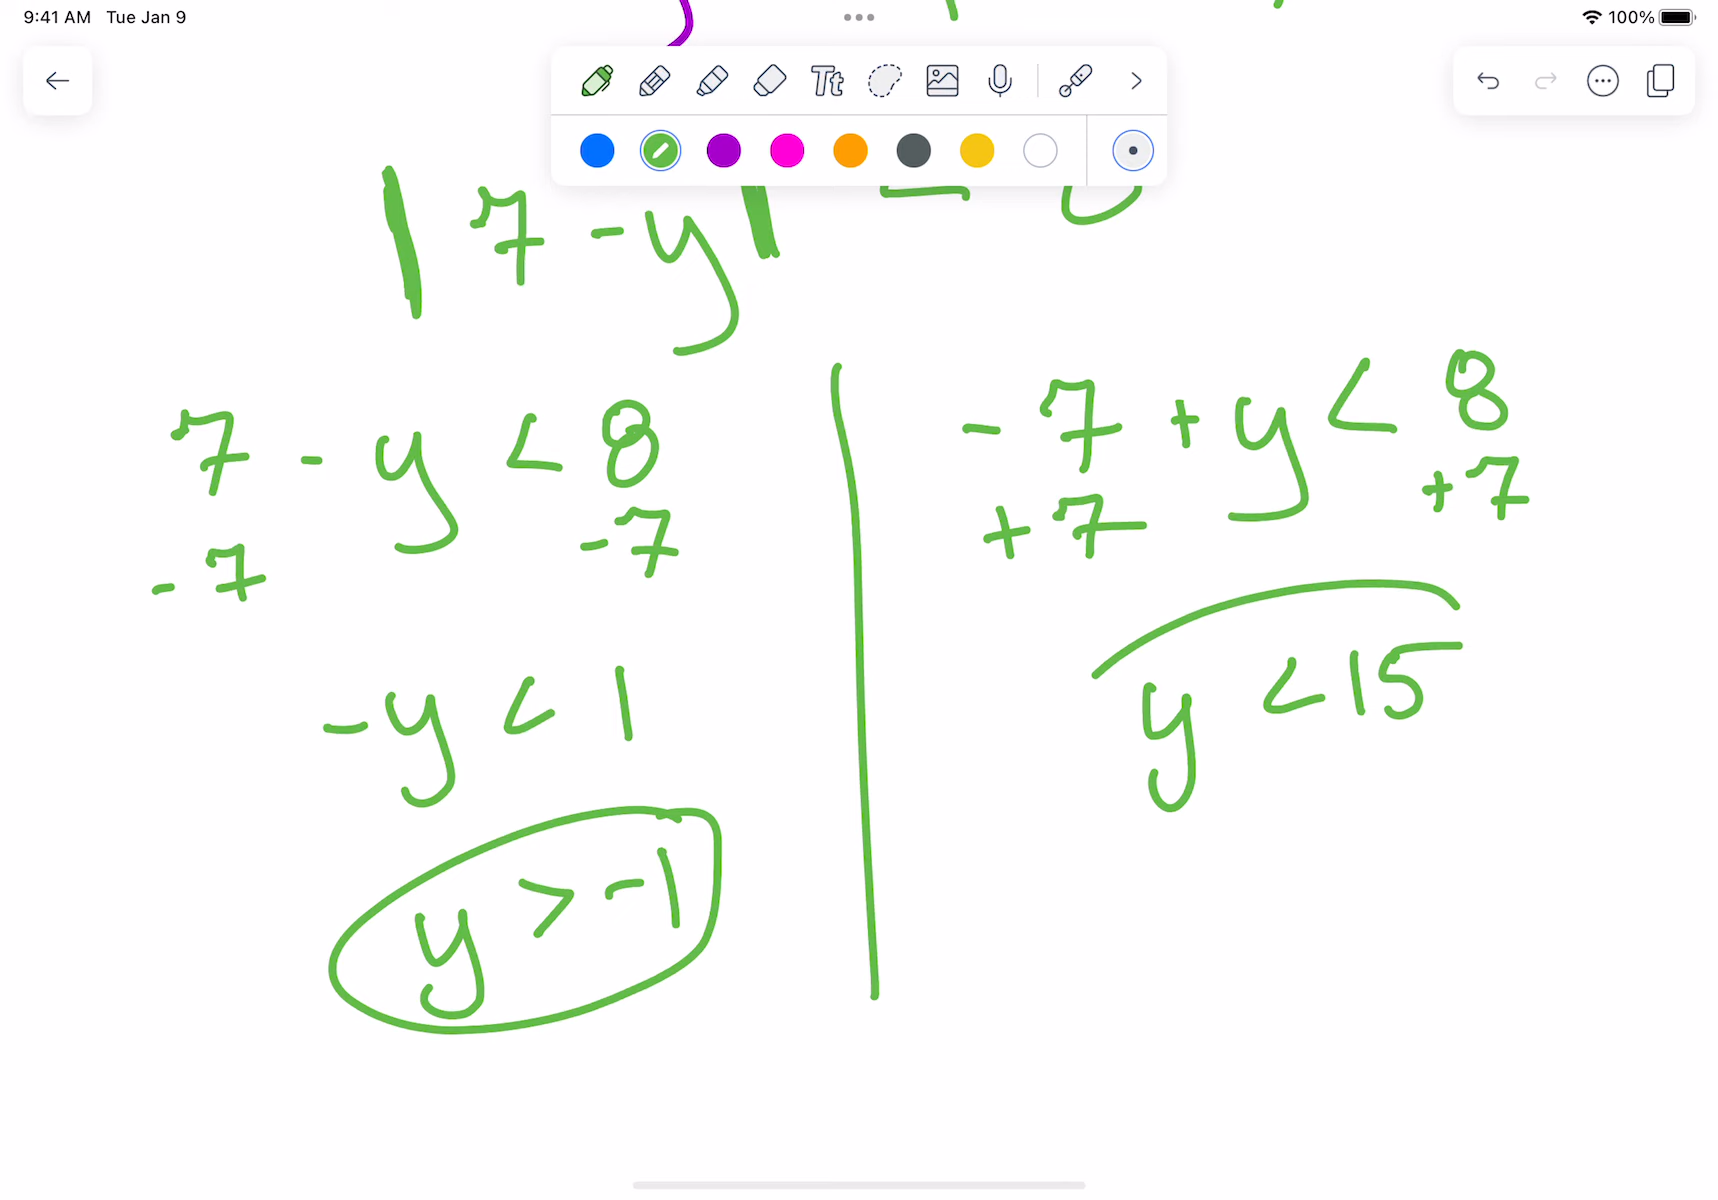 9:41 AM Tue Jan 9
100%
Tt
|7-y|
7 - y < 8
-7 -7
-y < 1
y > -1
-7 + y < 8
+7 +7
y < 15